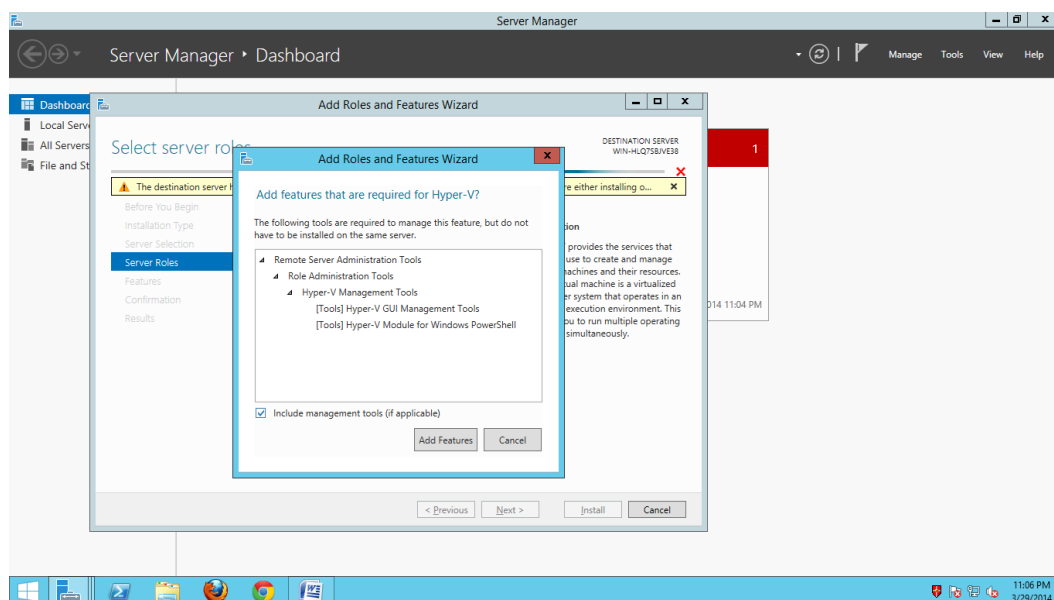 Server Manager
Server Manager • Dashboard
Manage Tools View Help
Dashboard
Local Serv
All Servers
File and St
1
014 11:04 PM
Add Roles and Features Wizard
Select server roles
DESTINATION SERVER
WIN-HLQ7SBJVE3B
The destination server h
re either installing o...
Before You Begin
Installation Type
Server Selection
Server Roles
Features
Confirmation
Results
provides the services that
use to create and manage
machines and their resources.
tual machine is a virtualized
er system that operates in an
execution environment. This
ou to run multiple operating
simultaneously.
Add Roles and Features Wizard
Add features that are required for Hyper-V?
The following tools are required to manage this feature, but do not
have to be installed on the same server.
Remote Server Administration Tools
Role Administration Tools
Hyper-V Management Tools
[Tools] Hyper-V GUI Management Tools
[Tools] Hyper-V Module for Windows PowerShell
Include management tools (if applicable)
Add Features Cancel
< Previous Next > Install Cancel
11:06 PM
3/29/2014